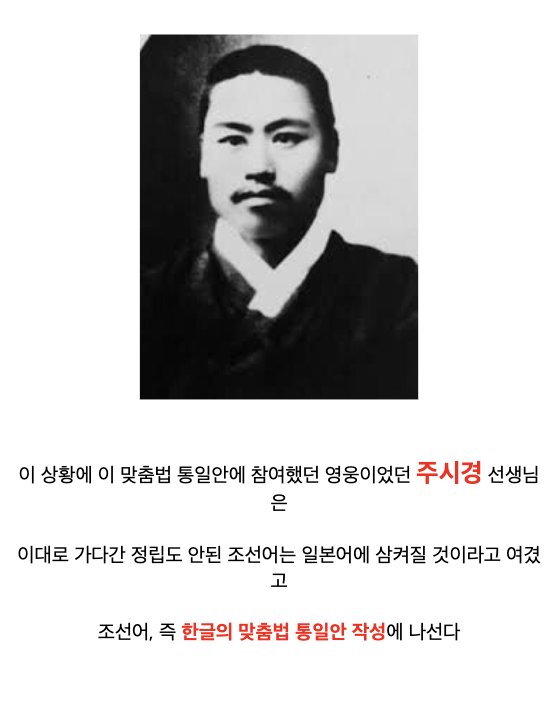 이 상황에 이 맞춤법 통일안에 참여했던 영웅이었던 주시경 선생님
은
이대로 가다간 정립도 안된 조선어는 일본어에 삼켜질 것이라고 여겼
고
조선어, 즉 한글의 맞춤법 통일안 작성에 나선다